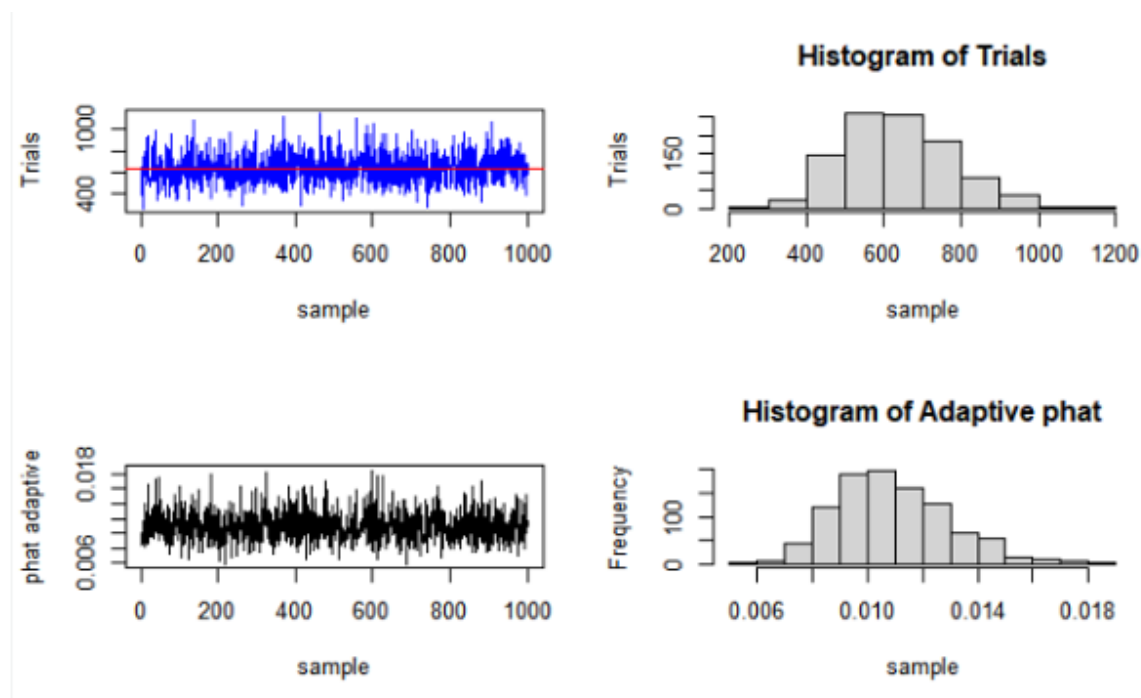 Trials
1000
400
0 200 400 600 800 1000
sample
Histogram of Trials
Trials
150
0
200 400 600 800 1000 1200
sample
phat adaptive
0.018
0.006
0 200 400 600 800 1000
sample
Histogram of Adaptive phat
Frequency
100
0
0.006 0.010 0.014 0.018
sample